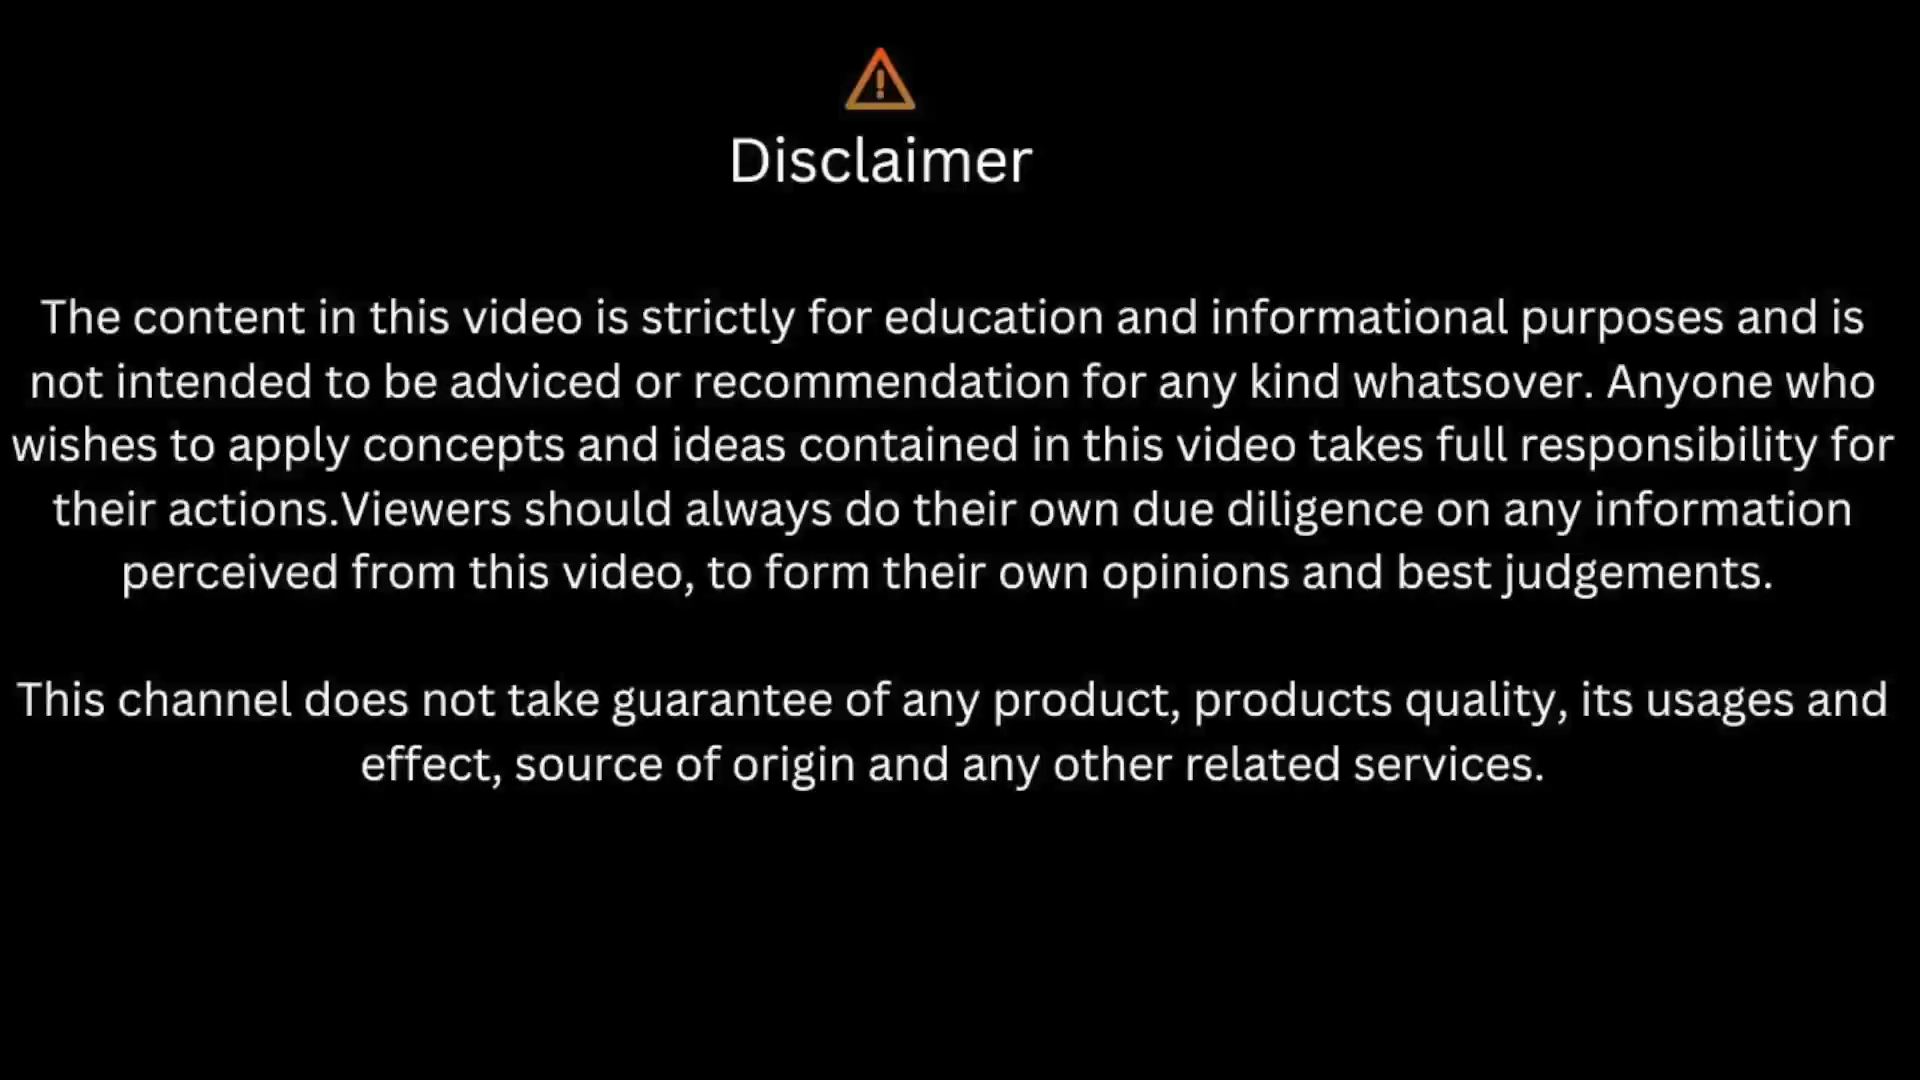 Disclaimer
The content in this video is strictly for education and informational purposes and is
not intended to be adviced or recommendation for any kind whatsover. Anyone who
wishes to apply concepts and ideas contained in this video takes full responsibility for
their actions.Viewers should always do their own due diligence on any information
perceived from this video, to form their own opinions and best judgements.
This channel does not take guarantee of any product, products quality, its usages and
effect, source of origin and any other related services.